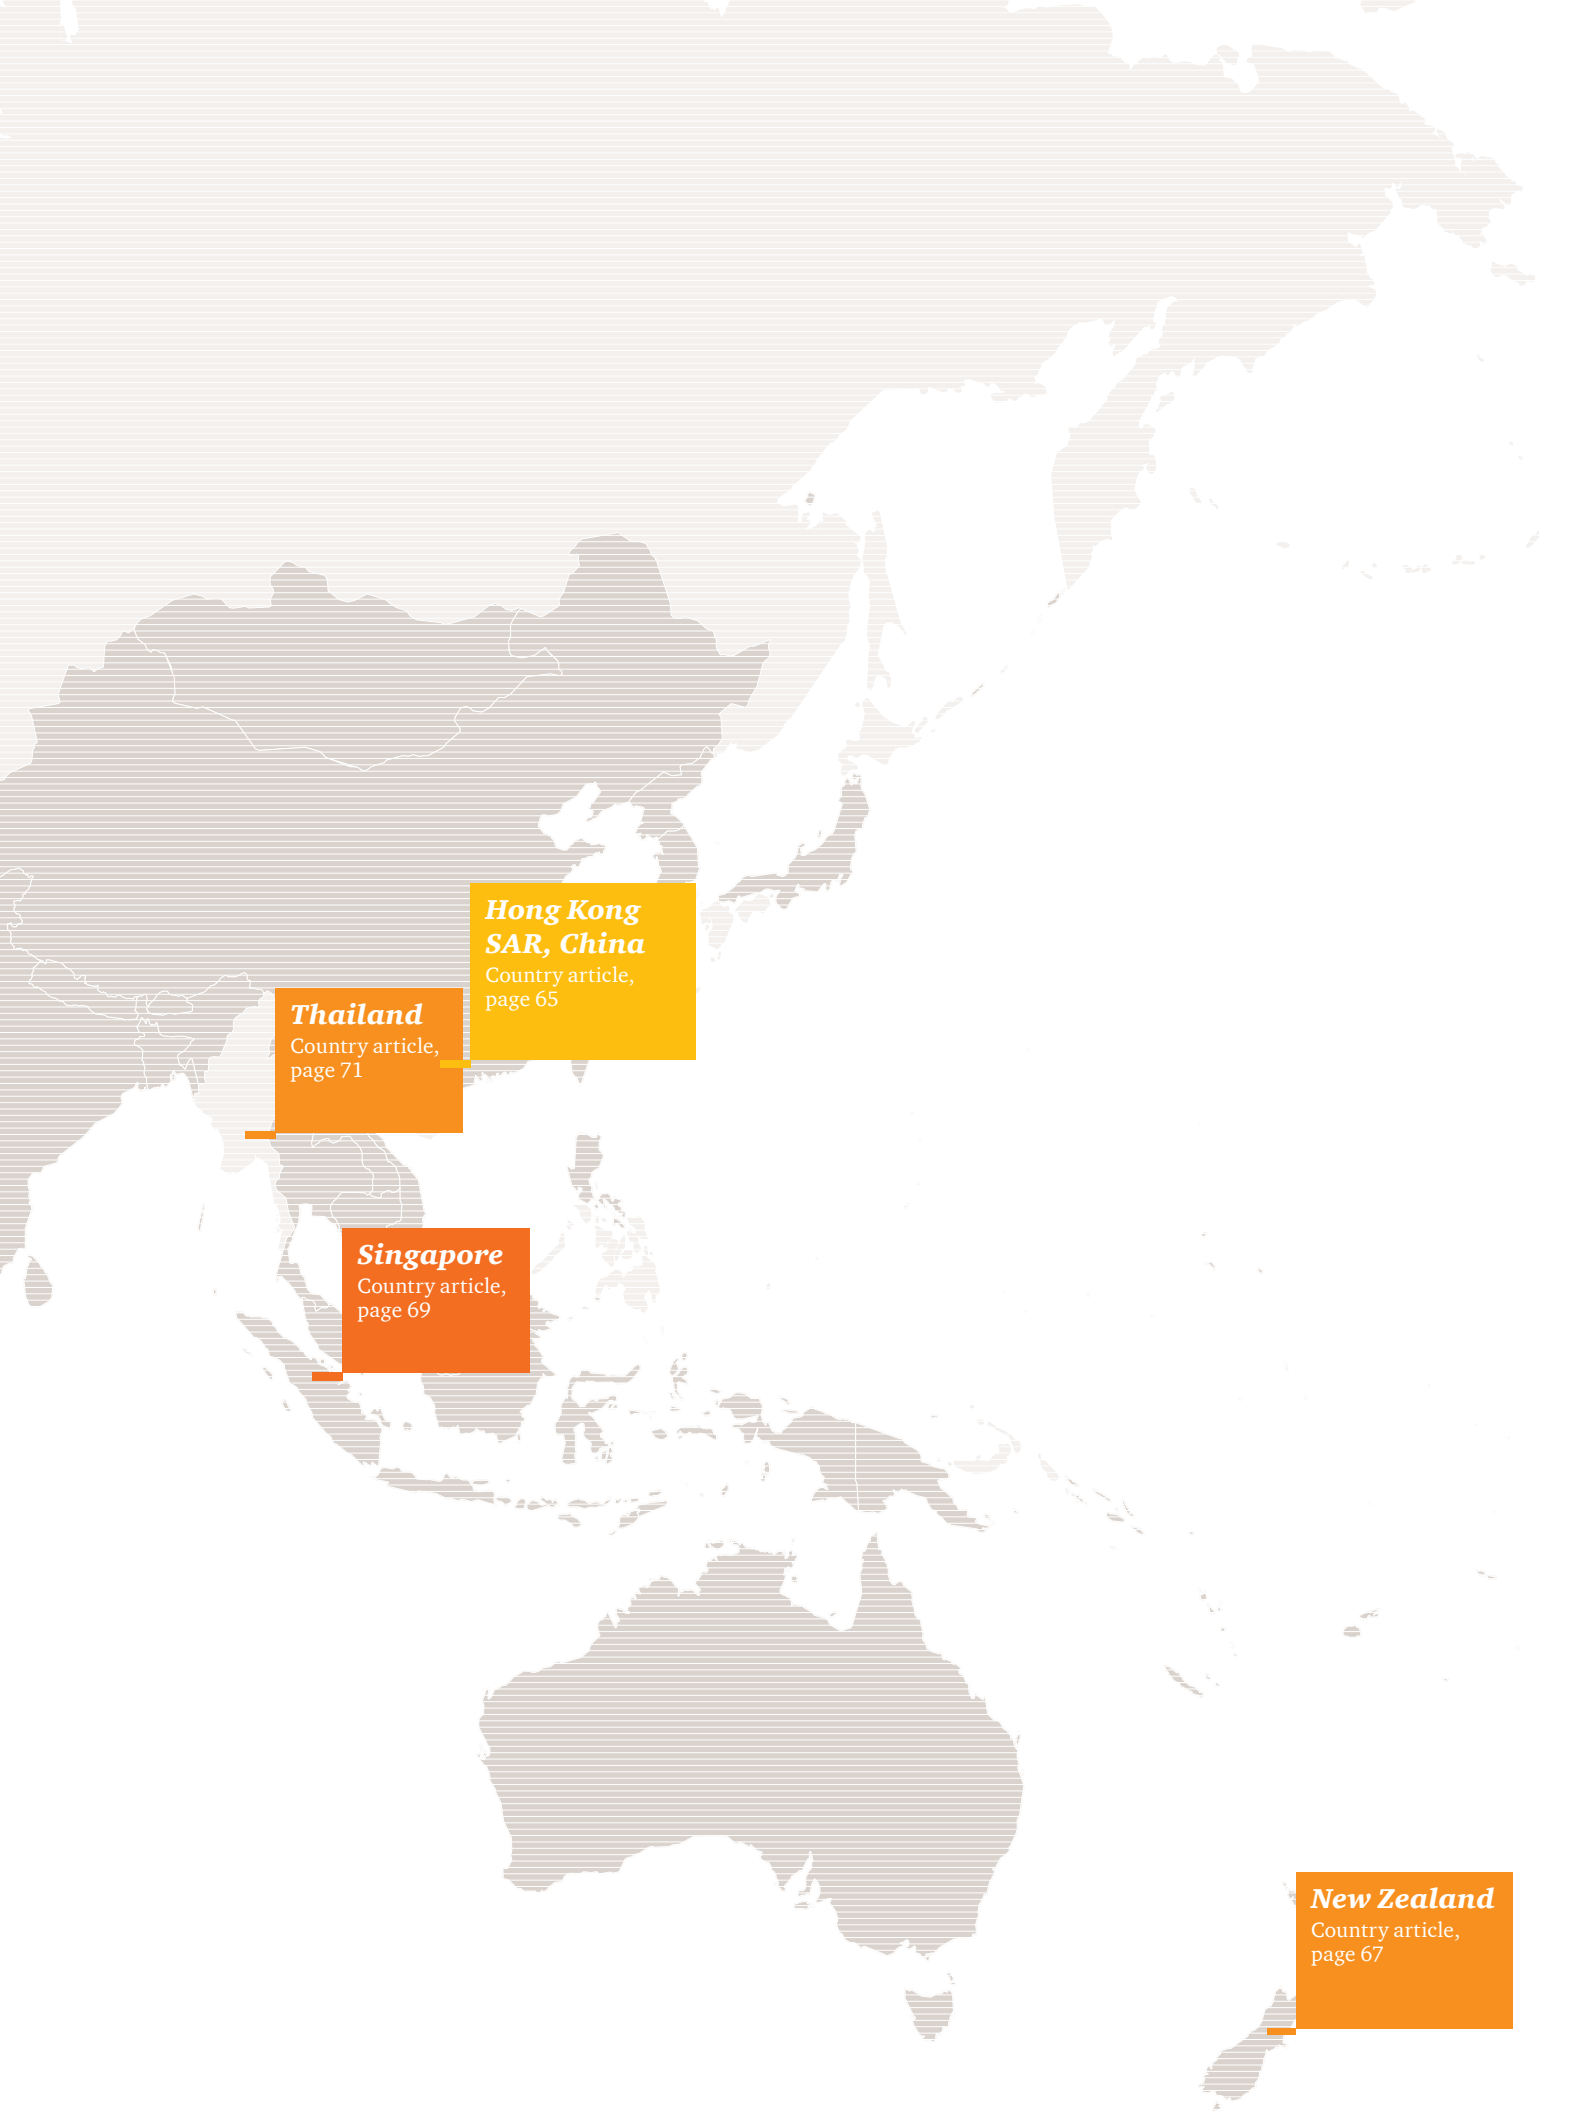 Hong Kong
SAR, China
Country article,
page 65
Thailand
Country article,
page 71
Singapore
Country article,
page 69
New Zealand
Country article,
page 67